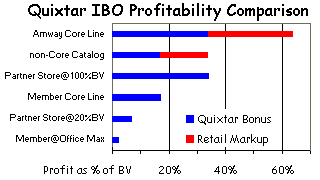 Quixtar IBO Profitability Comparison
Amway Core Line
non-Core Catalog
Partner Store@100%BV
Member Core Line
Partner Store@20%BV
Member@Office Max
Quixtar Bonus
Retail Markup
Profit as % of BV 20% 40% 60%